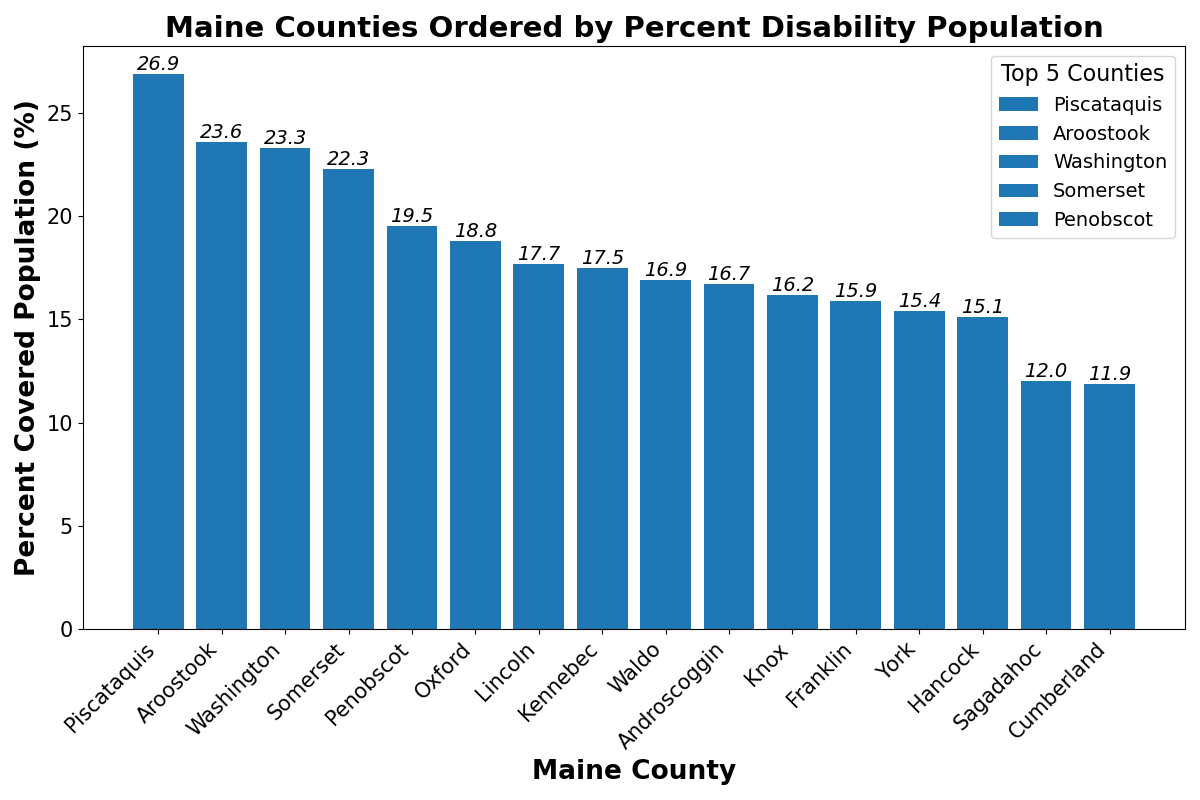 Maine Counties Ordered by Percent Disability Population
Percent Covered Population (%)
25
20
15
10
5
0
26.9
23.6
23.3
22.3
19.5
18.8
17.7
17.5
16.9
16.7
16.2
15.9
15.4
15.1
12.0
11.9
Top 5 Counties
Piscataquis
Aroostook
Washington
Somerset
Penobscot
Piscataquis
Aroostook
Washington
Somerset
Penobscot
Oxford
Lincoln
Kennebec
Waldo
Androscoggin
Knox
Franklin
York
Hancock
Sagadahoc
Cumberland
Maine County